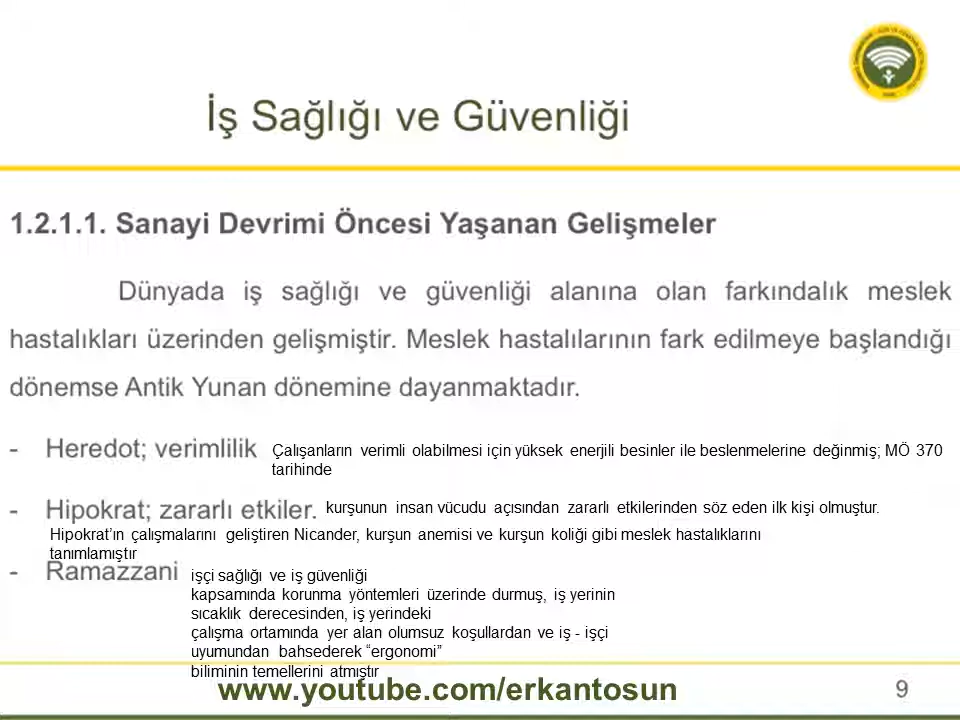 İş Sağlığı ve Güvenliği
1.2.1.1. Sanayi Devrimi Öncesi Yaşanan Gelişmeler
Dünyada iş sağlığı ve güvenliği alanına olan farkındalık meslek
hastalıkları üzerinden gelişmiştir. Meslek hastalılarının fark edilmeye başlandığı
dönemse Antik Yunan dönemine dayanmaktadır.
- Heredot; verimlilik Çalışanların verimli olabilmesi için yüksek enerjili besinler ile beslenmelerine değinmiş; MÖ 370
tarihinde
- Hipokrat; zararlı etkiler. kurşunun insan vücudu açısından zararlı etkilerinden söz eden ilk kişi olmuştur.
Hipokrat’ın çalışmalarını geliştiren Nicander, kurşun anemisi ve kurşun koliği gibi meslek hastalıklarını
tanımlamıştır
- Ramazzani işçi sağlığı ve iş güvenliği
kapsamında korunma yöntemleri üzerinde durmuş, iş yerinin
sıcaklık derecesinden, iş yerindeki
çalışma ortamında yer alan olumsuz koşullardan ve iş - işçi
uyumundan bahsederek “ergonomi”
biliminin temellerini atmıştır
www.youtube.com/erkantosun
9